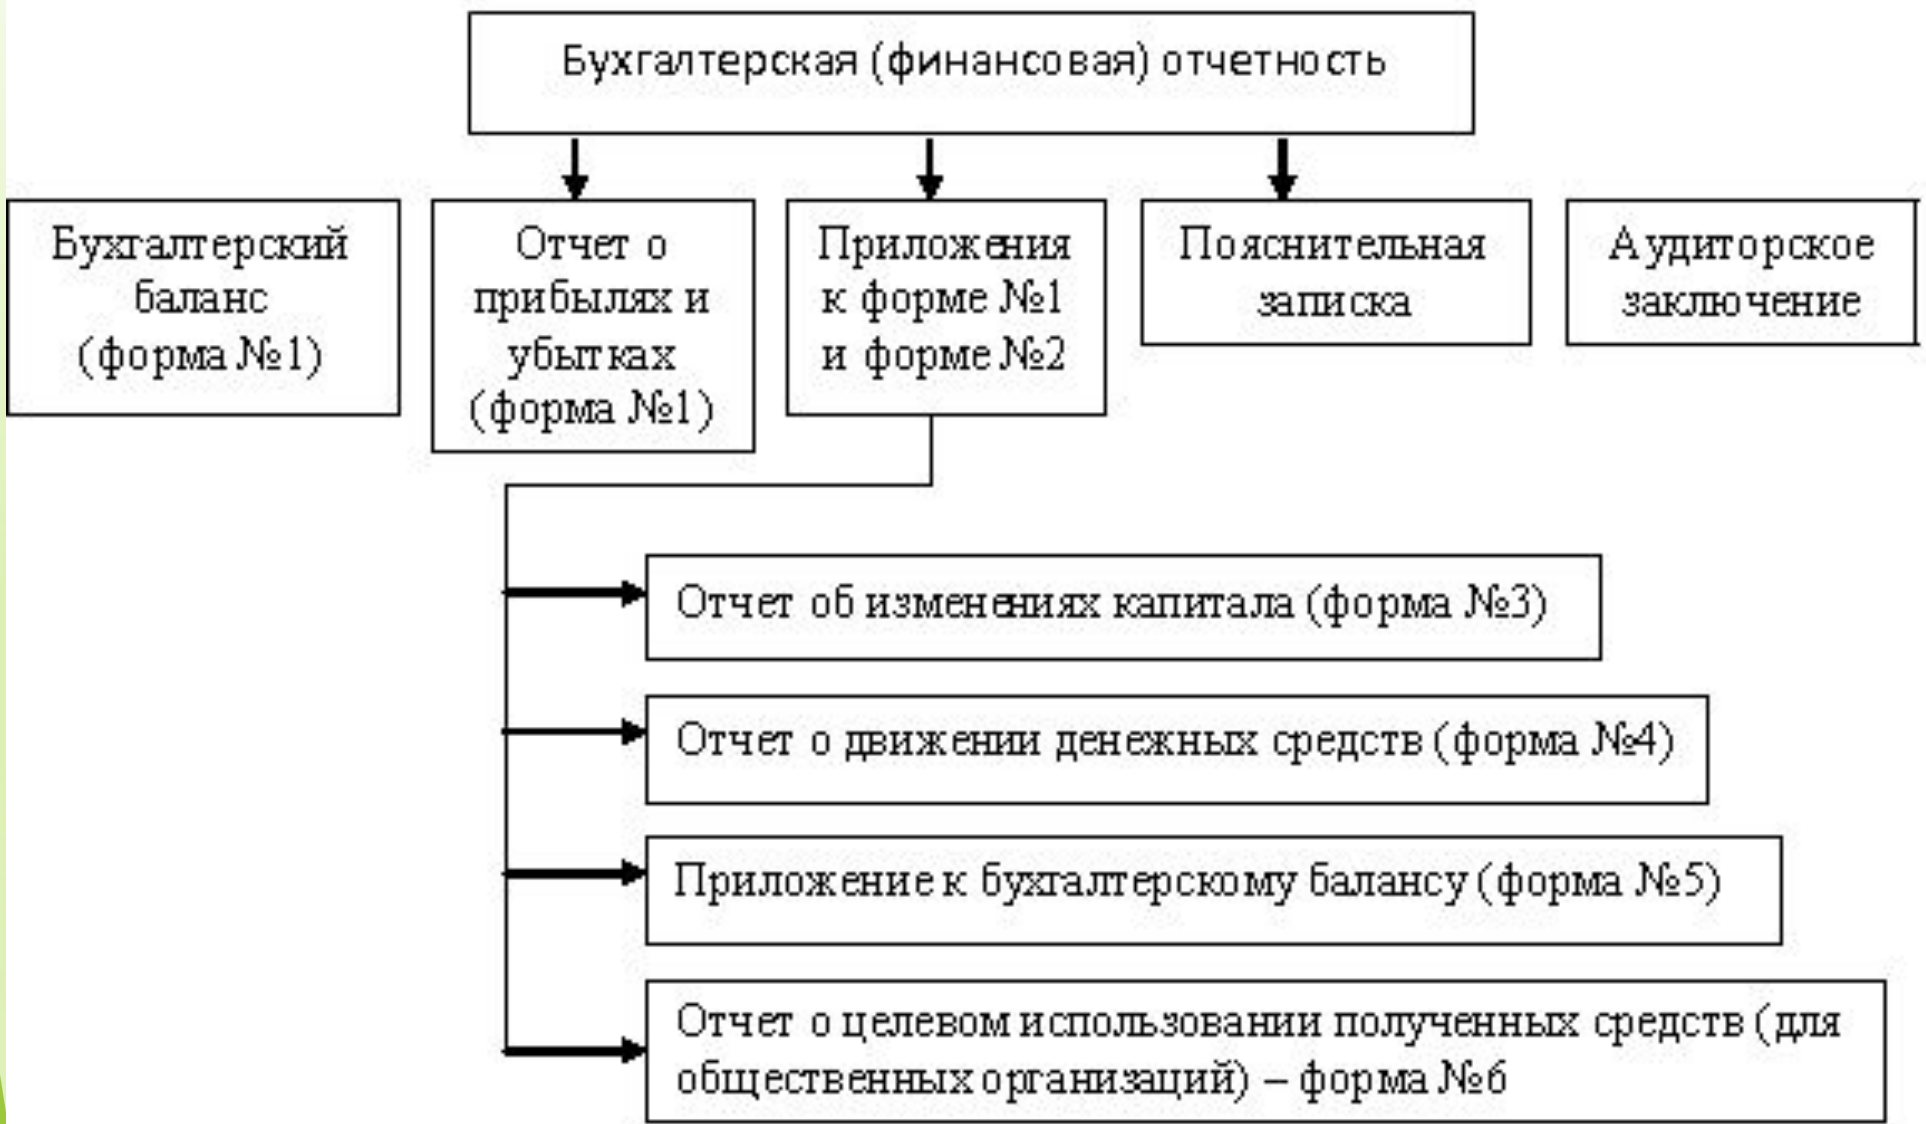 Бухгалтерская (финансовая) отчетность
Бухгалтерский
баланс
(форма №1)
Отчет о
прибылях и
убытках
(форма №1)
Приложения
к форме №1
и форме №2
Пояснительная
записка
Аудиторское
заключение
Отчет об изменениях капитала (форма №3)
Отчет о движении денежных средств (форма №4)
Приложение к бухгалтерскому балансу (форма №5)
Отчет о целевом использовании полученных средств (для
общественных организаций) – форма №6